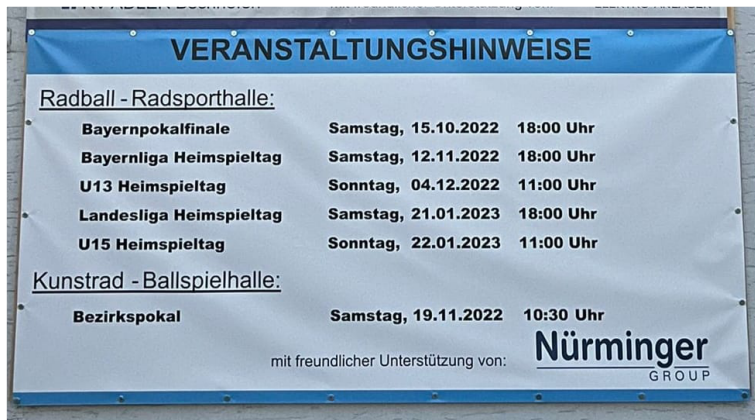 VERANSTALTUNGSHINWEISE
Radball - Radsporthalle:
Bayernpokalfinale Samstag, 15.10.2022 18:00 Uhr
Bayernliga Heimspieltag Samstag, 12.11.2022 18:00 Uhr
U13 Heimspieltag Sonntag, 04.12.2022 11:00 Uhr
Landesliga Heimspieltag Samstag, 21.01.2023 18:00 Uhr
U15 Heimspieltag Sonntag, 22.01.2023 11:00 Uhr
Kunstrad - Ballspielhalle:
Bezirkspokal Samstag, 19.11.2022 10:30 Uhr
mit freundlicher Unterstützung von: Nürminger
GROUP